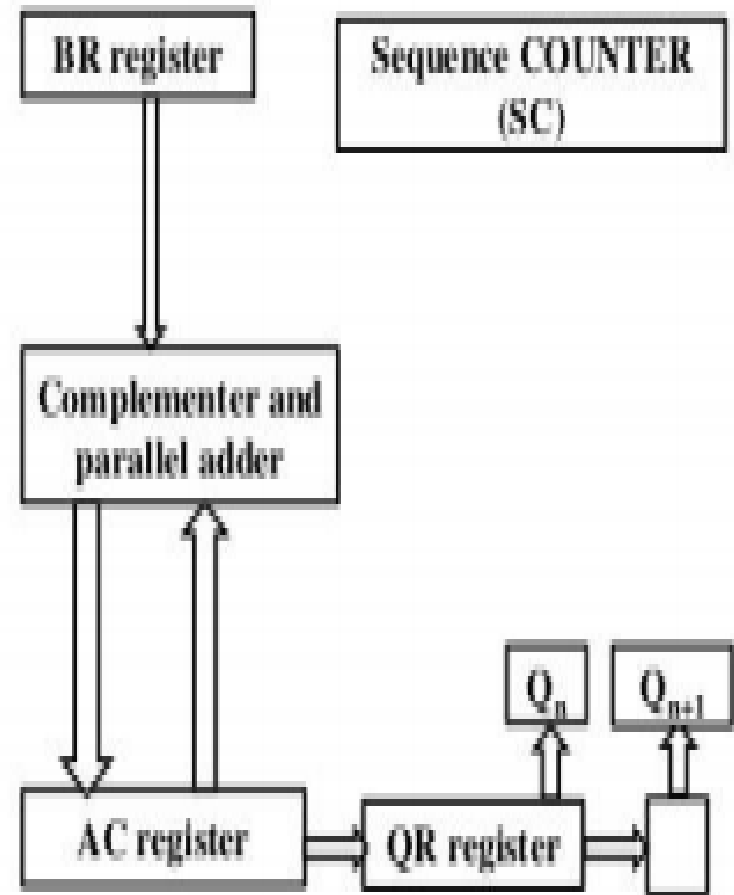 BR register
Sequence COUNTER
(SC)
Complementer and
parallel adder
Qn
Qn+1
AC register
QR register